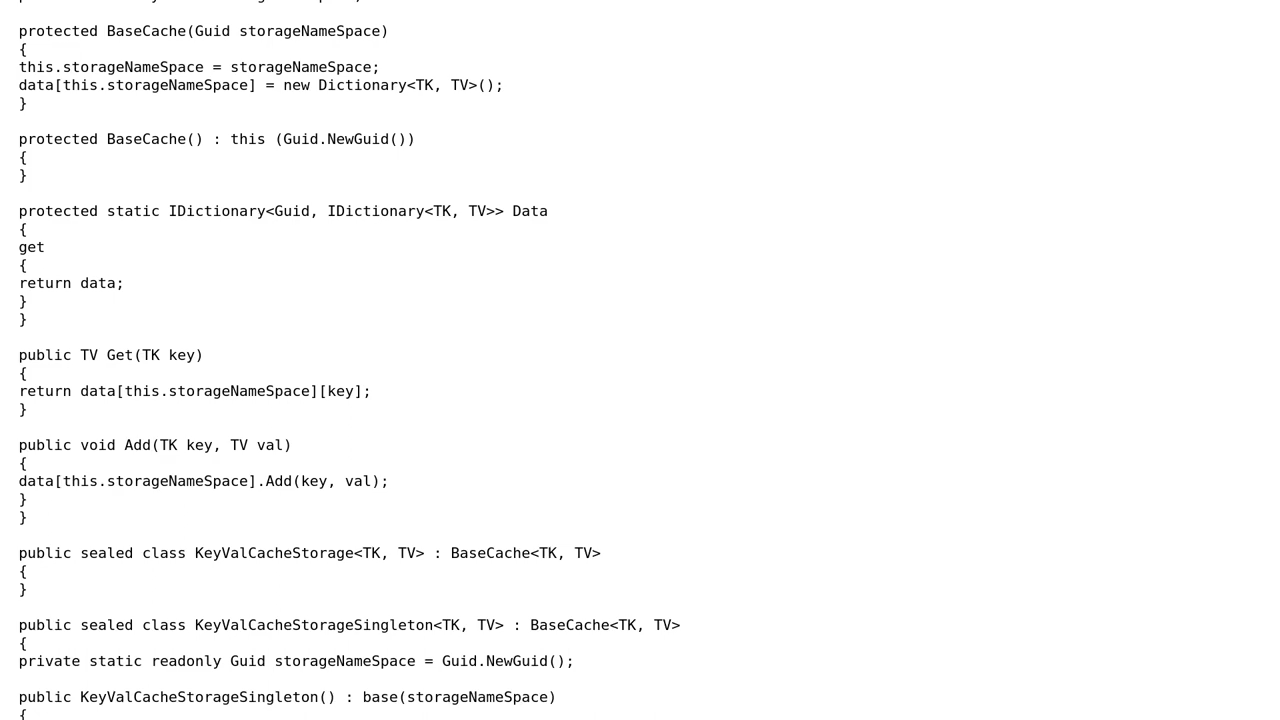 protected BaseCache(Guid storageNameSpace)
{
this.storageNameSpace = storageNameSpace;
data[this.storageNameSpace] = new Dictionary<TK, TV>();
}
protected BaseCache() : this (Guid.NewGuid())
{
}
protected static IDictionary<Guid, IDictionary<TK, TV>> Data
{
get
{
return data;
}
}
public TV Get(TK key)
{
return data[this.storageNameSpace][key];
}
public void Add(TK key, TV val)
{
data[this.storageNameSpace].Add(key, val);
}
}
public sealed class KeyValCacheStorage<TK, TV> : BaseCache<TK, TV>
{
}
public sealed class KeyValCacheStorageSingleton<TK, TV> : BaseCache<TK, TV>
{
private static readonly Guid storageNameSpace = Guid.NewGuid();
public KeyValCacheStorageSingleton() : base(storageNameSpace)
{